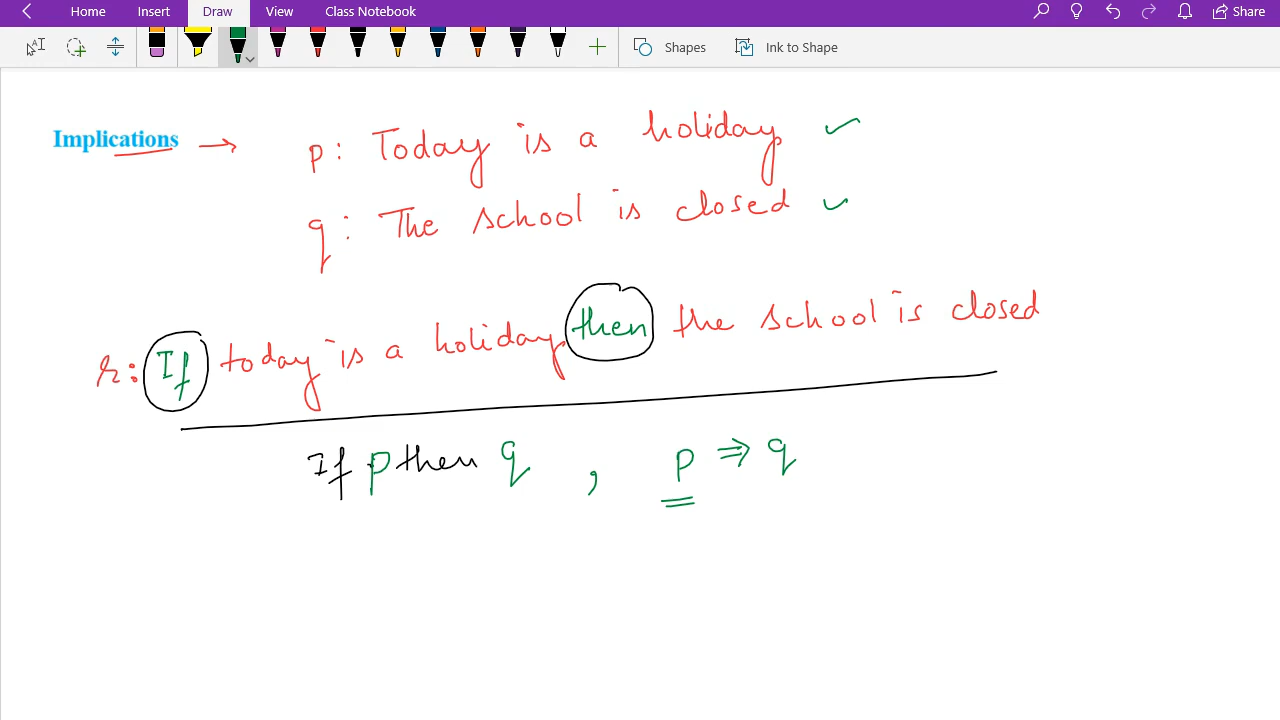 Home Insert Draw View Class Notebook Share
Shapes Ink to Shape
Implications → p: Today is a holiday ✓
q: The school is closed ✓
r: If today is a holiday then the school is closed
If p then q , p ⇒ q